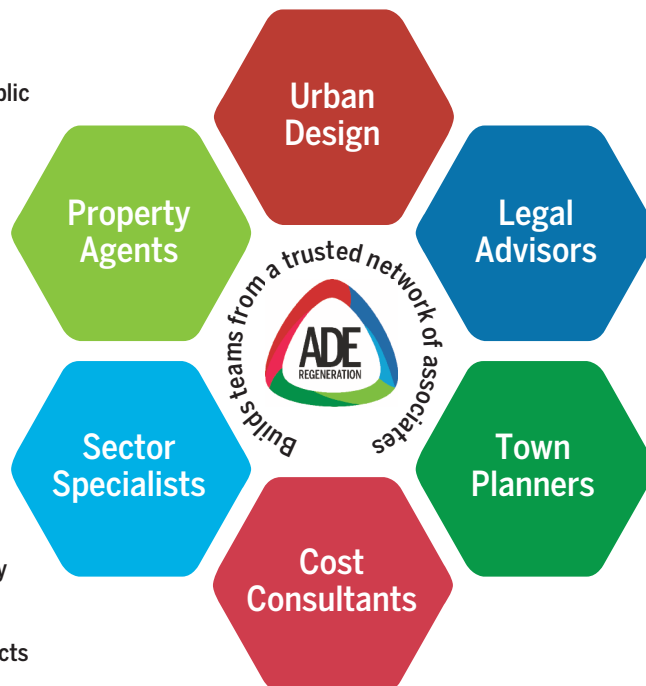 Urban
Design
Property
Agents
Legal
Advisors
Builds teams from a trusted network of associates
ADE
REGENERATION
Sector
Specialists
Town
Planners
Cost
Consultants